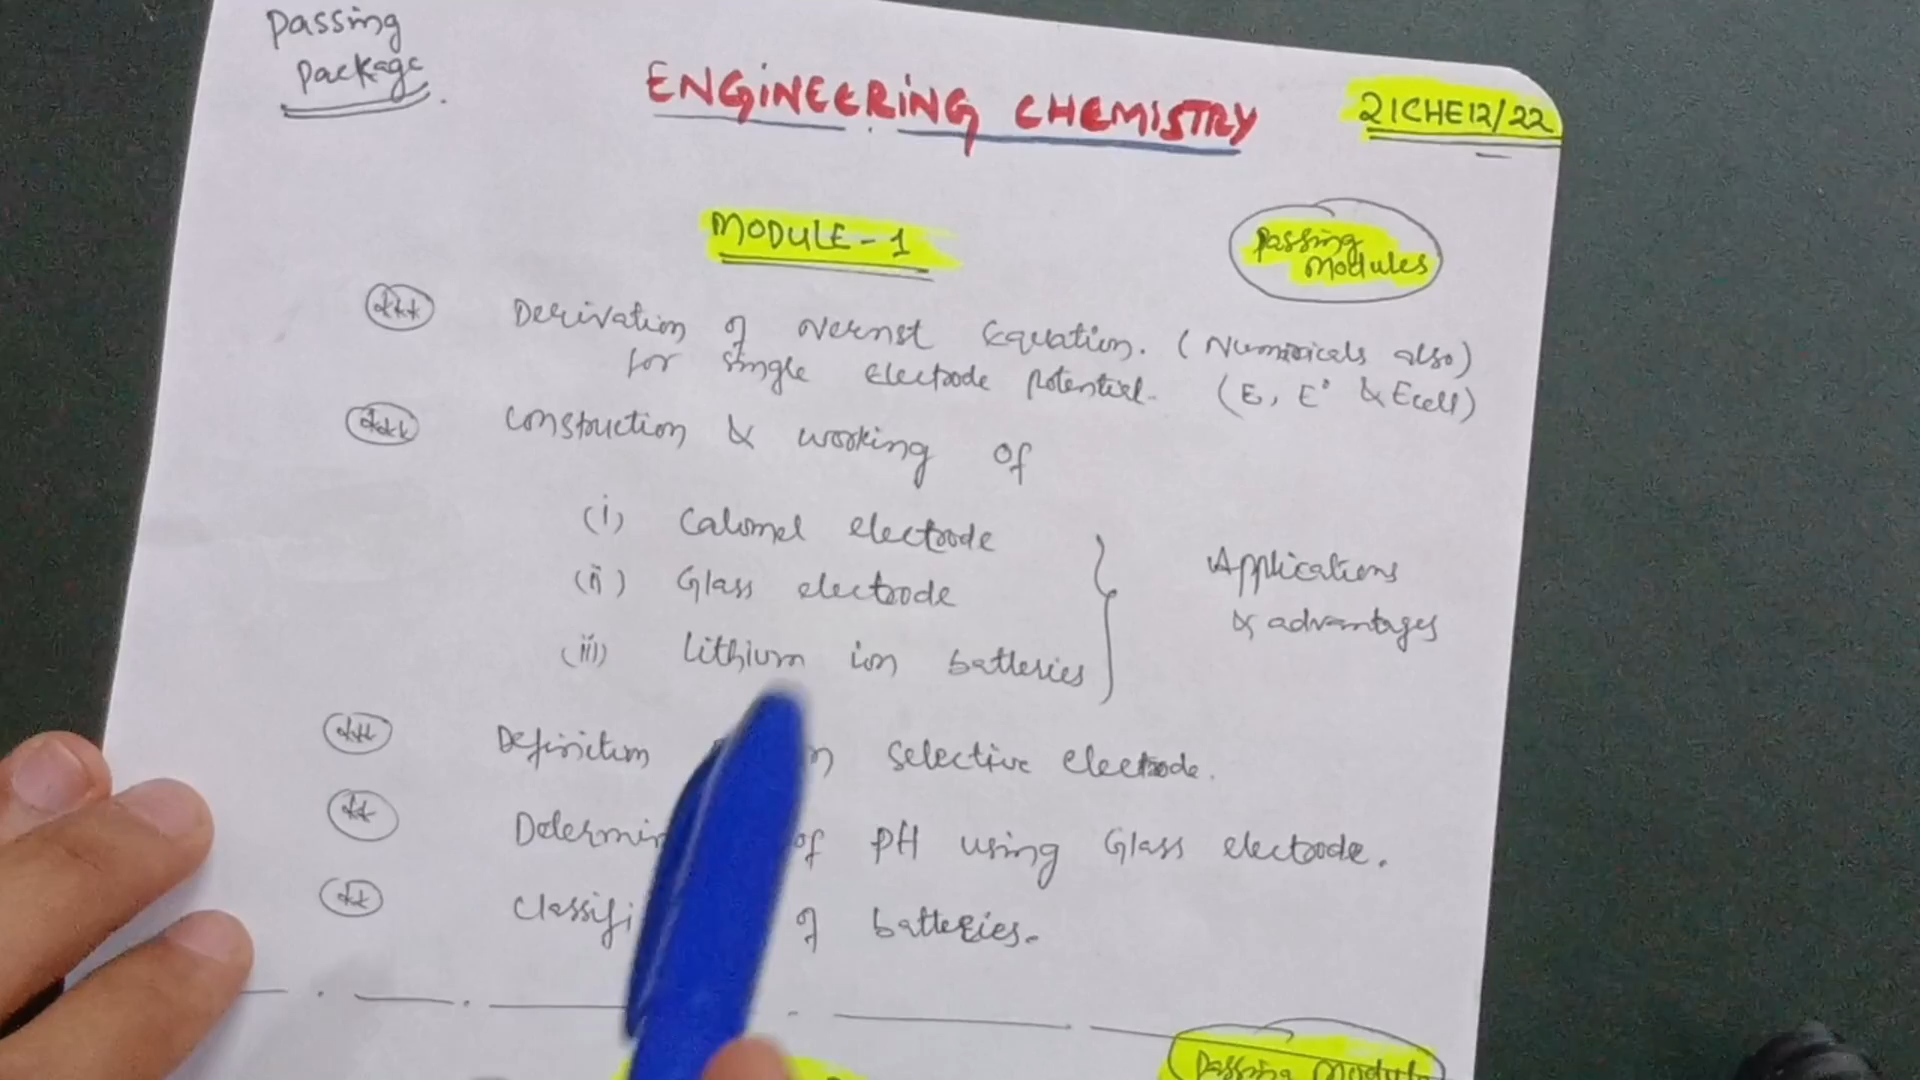 Passing
Package
ENGINEERING CHEMISTRY
21CHE12/22
MODULE-1
Passing
Modules
*** Derivation of Nernst Equation. (Numericals also)
for single electrode potential. (E, E° & Ecell)
*** Construction & working of
(i) Calomel electrode
(ii) Glass electrode
(iii) Lithium ion batteries
Applications
& advantages
** Definition selective electrode.
** of pH using Glass electrode.
** of batteries.
Passing